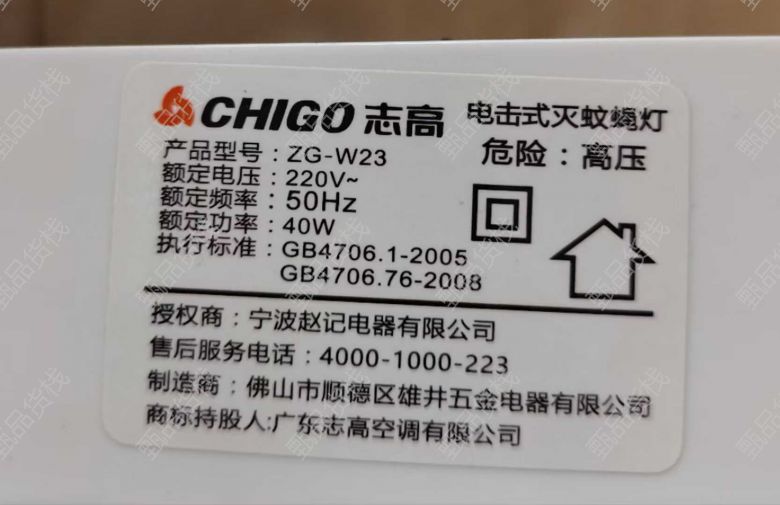 CHIGO 志高 电击式灭蚊蝇灯
产品型号：ZG-W23
危险：高压
额定电压：220V~
额定频率：50Hz
额定功率：40W
执行标准：GB4706.1-2005
GB4706.76-2008
授权商：宁波赵记电器有限公司
售后服务电话：4000-1000-223
制造商：佛山市顺德区雄井五金电器有限公司
商标持股人:广东志高空调有限公司
甄品货栈